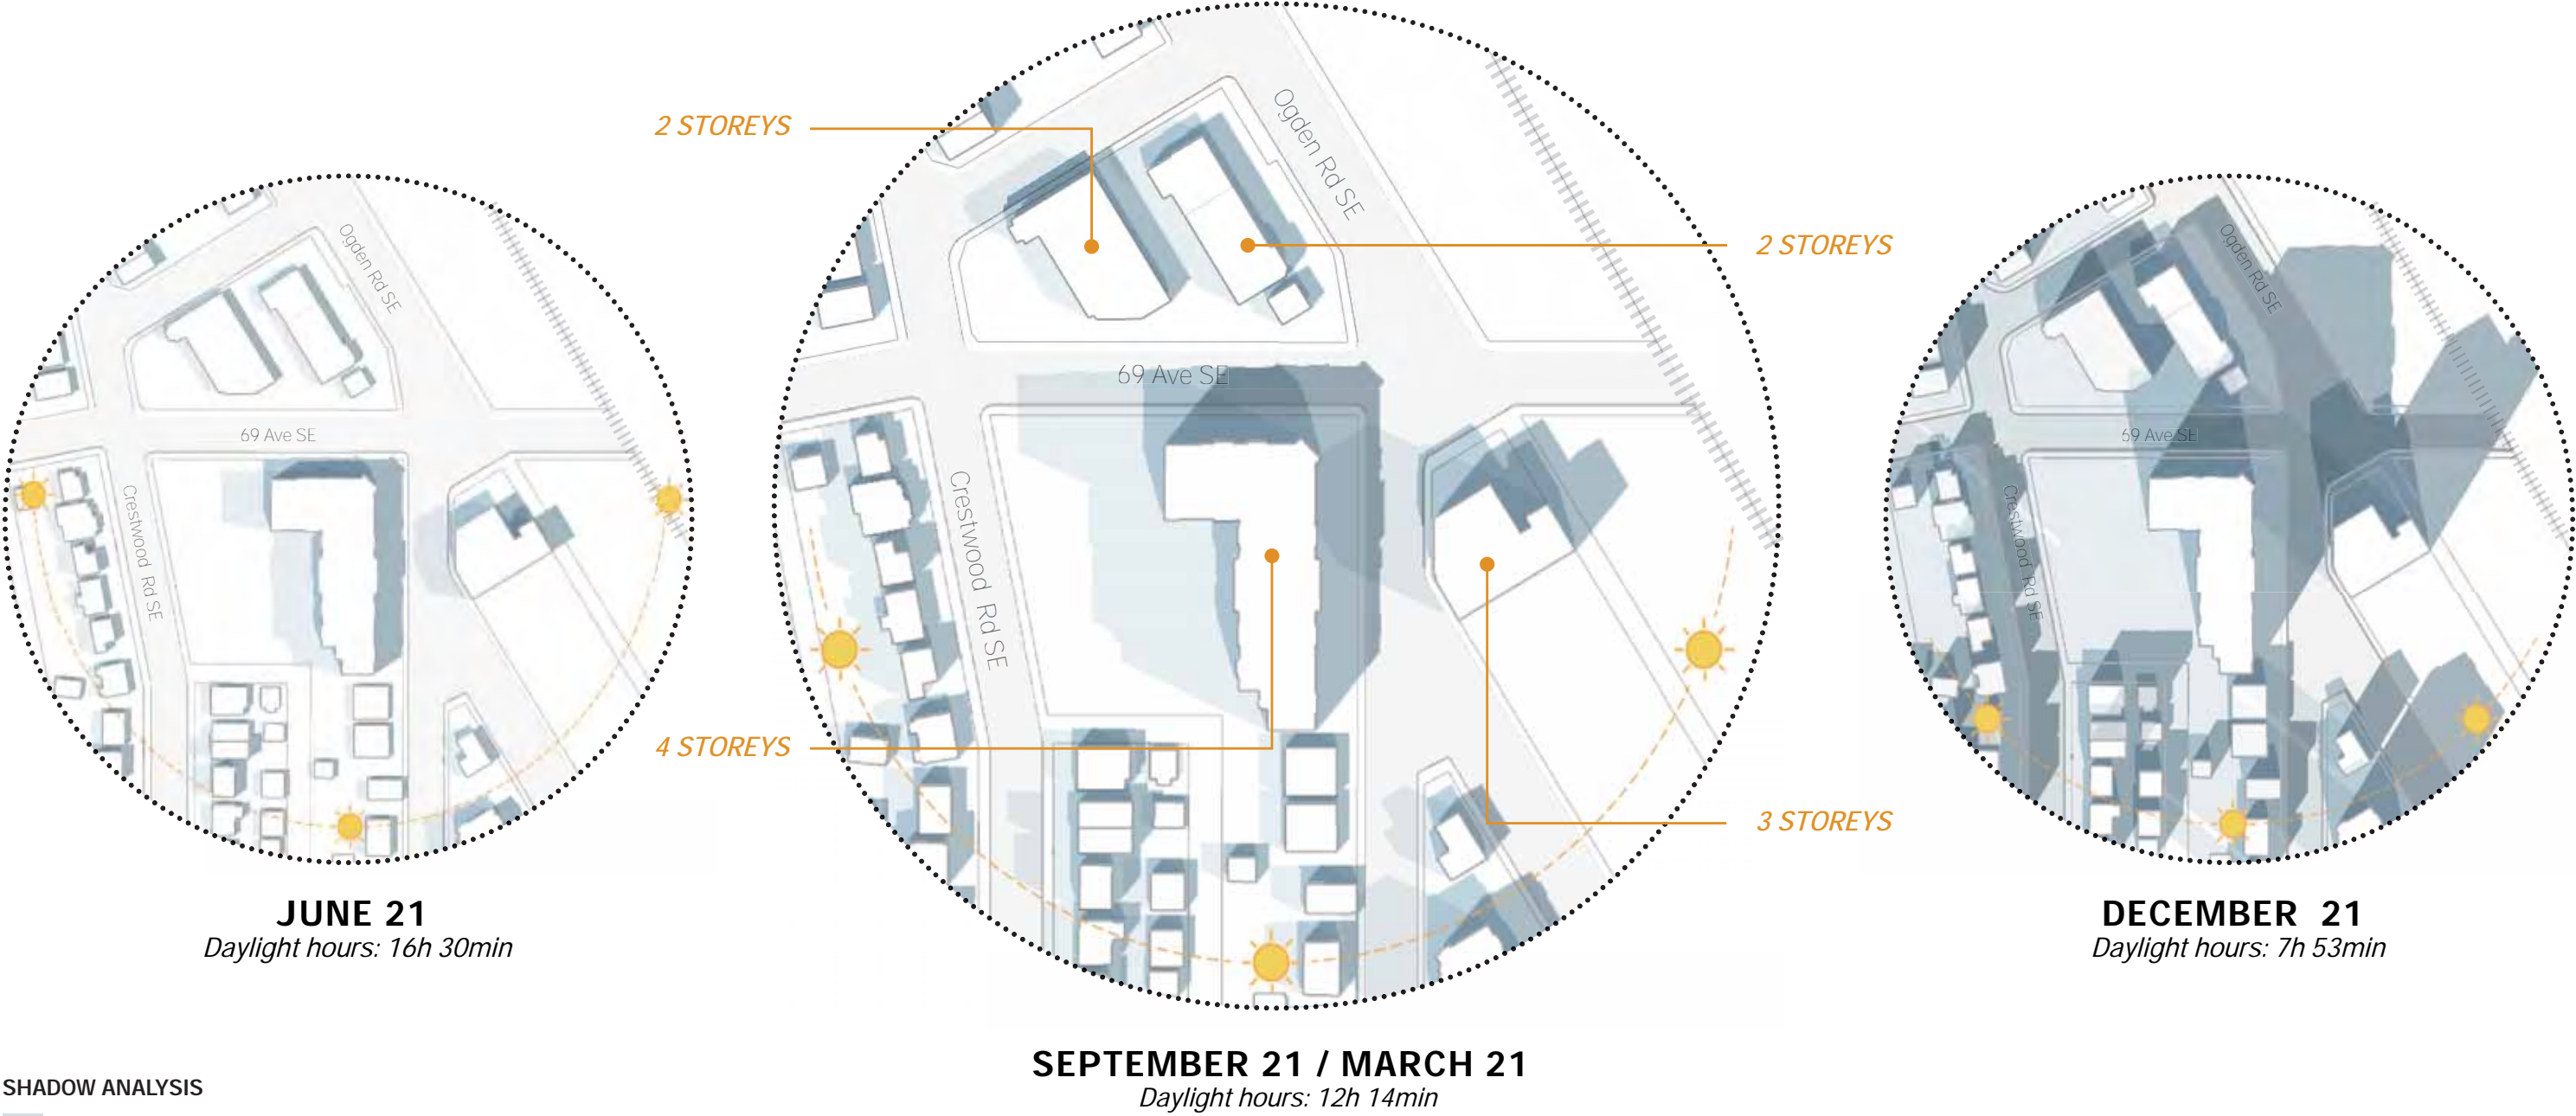 2 STOREYS
2 STOREYS
4 STOREYS
3 STOREYS
Ogden Rd SE
69 Ave SE
Crestwood Rd SE
JUNE 21
Daylight hours: 16h 30min
Ogden Rd SE
69 Ave SE
Crestwood Rd SE
SEPTEMBER 21 / MARCH 21
Daylight hours: 12h 14min
Ogden Rd SE
69 Ave SE
Crestwood Rd SE
DECEMBER 21
Daylight hours: 7h 53min
SHADOW ANALYSIS